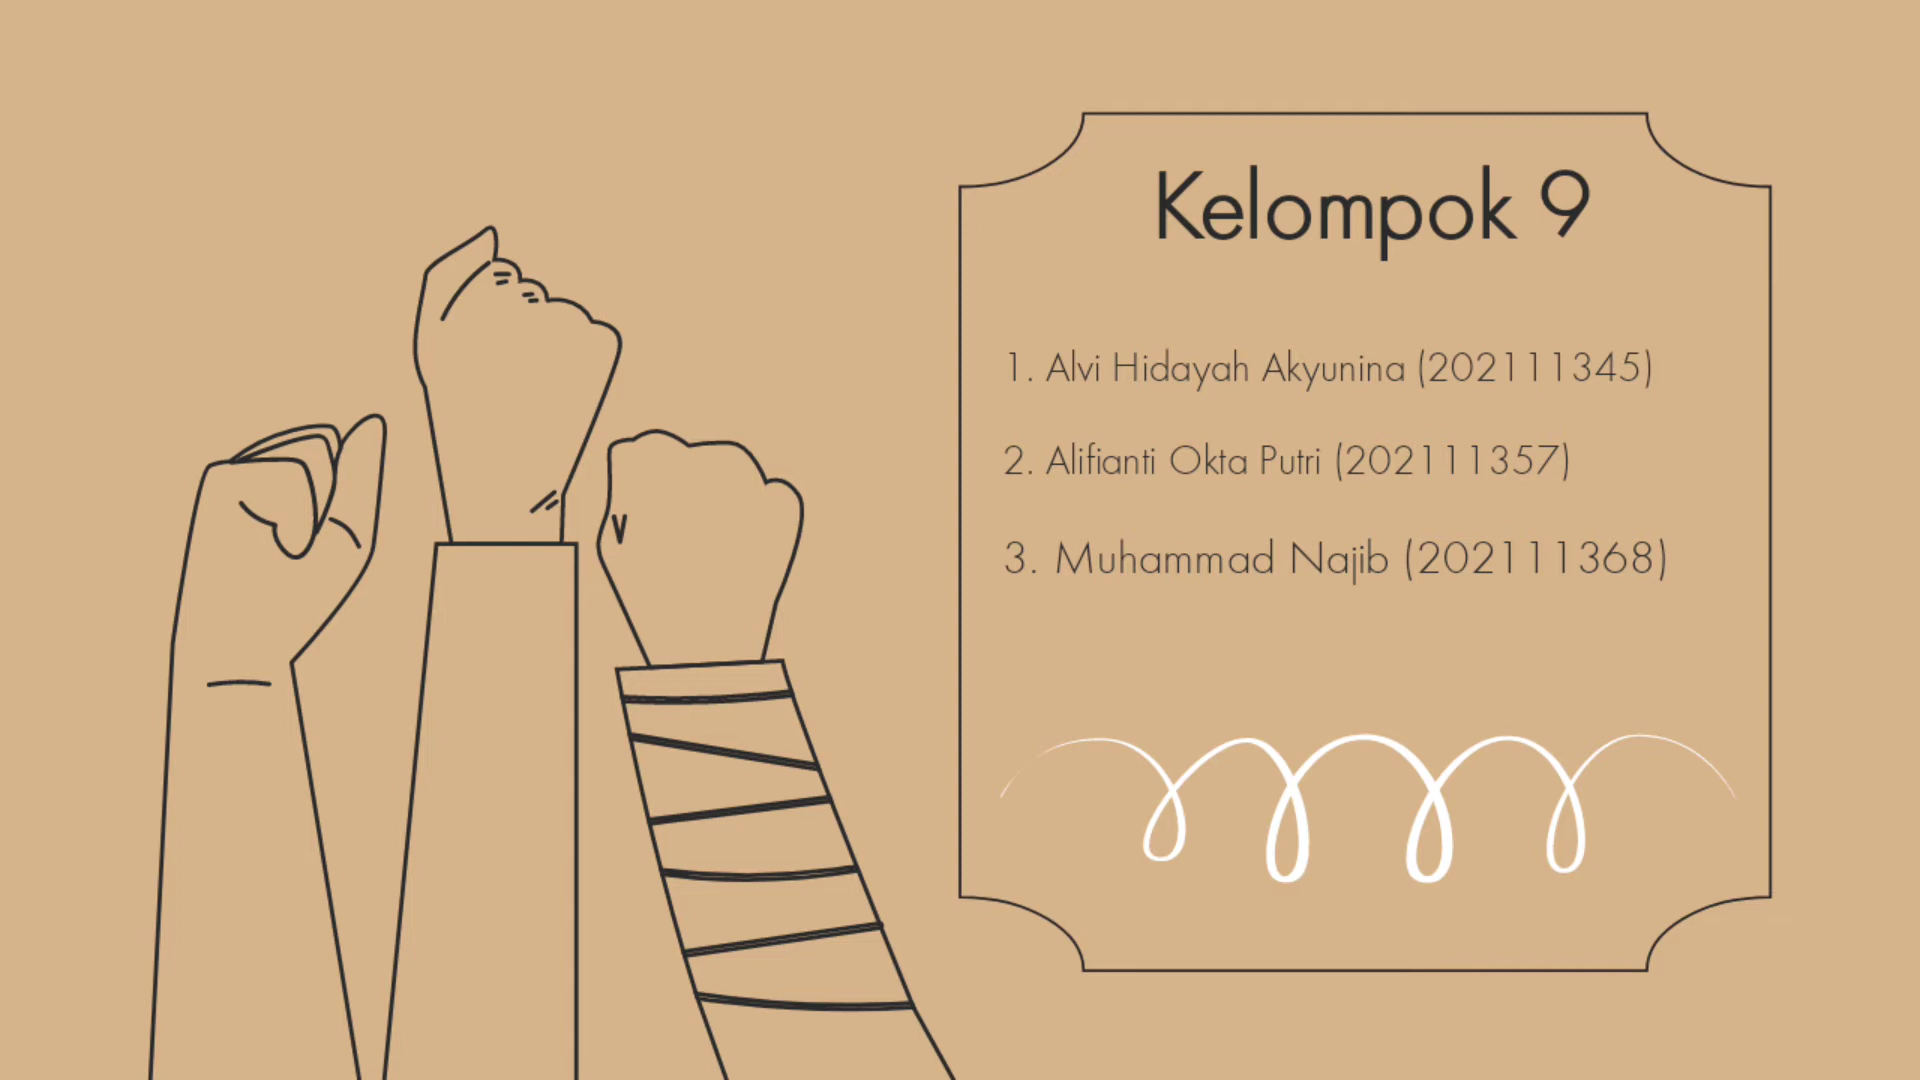 Kelompok 9
1. Alvi Hidayah Akyunina (202111345)
2. Alifianti Okta Putri (202111357)
3. Muhammad Najib (202111368)